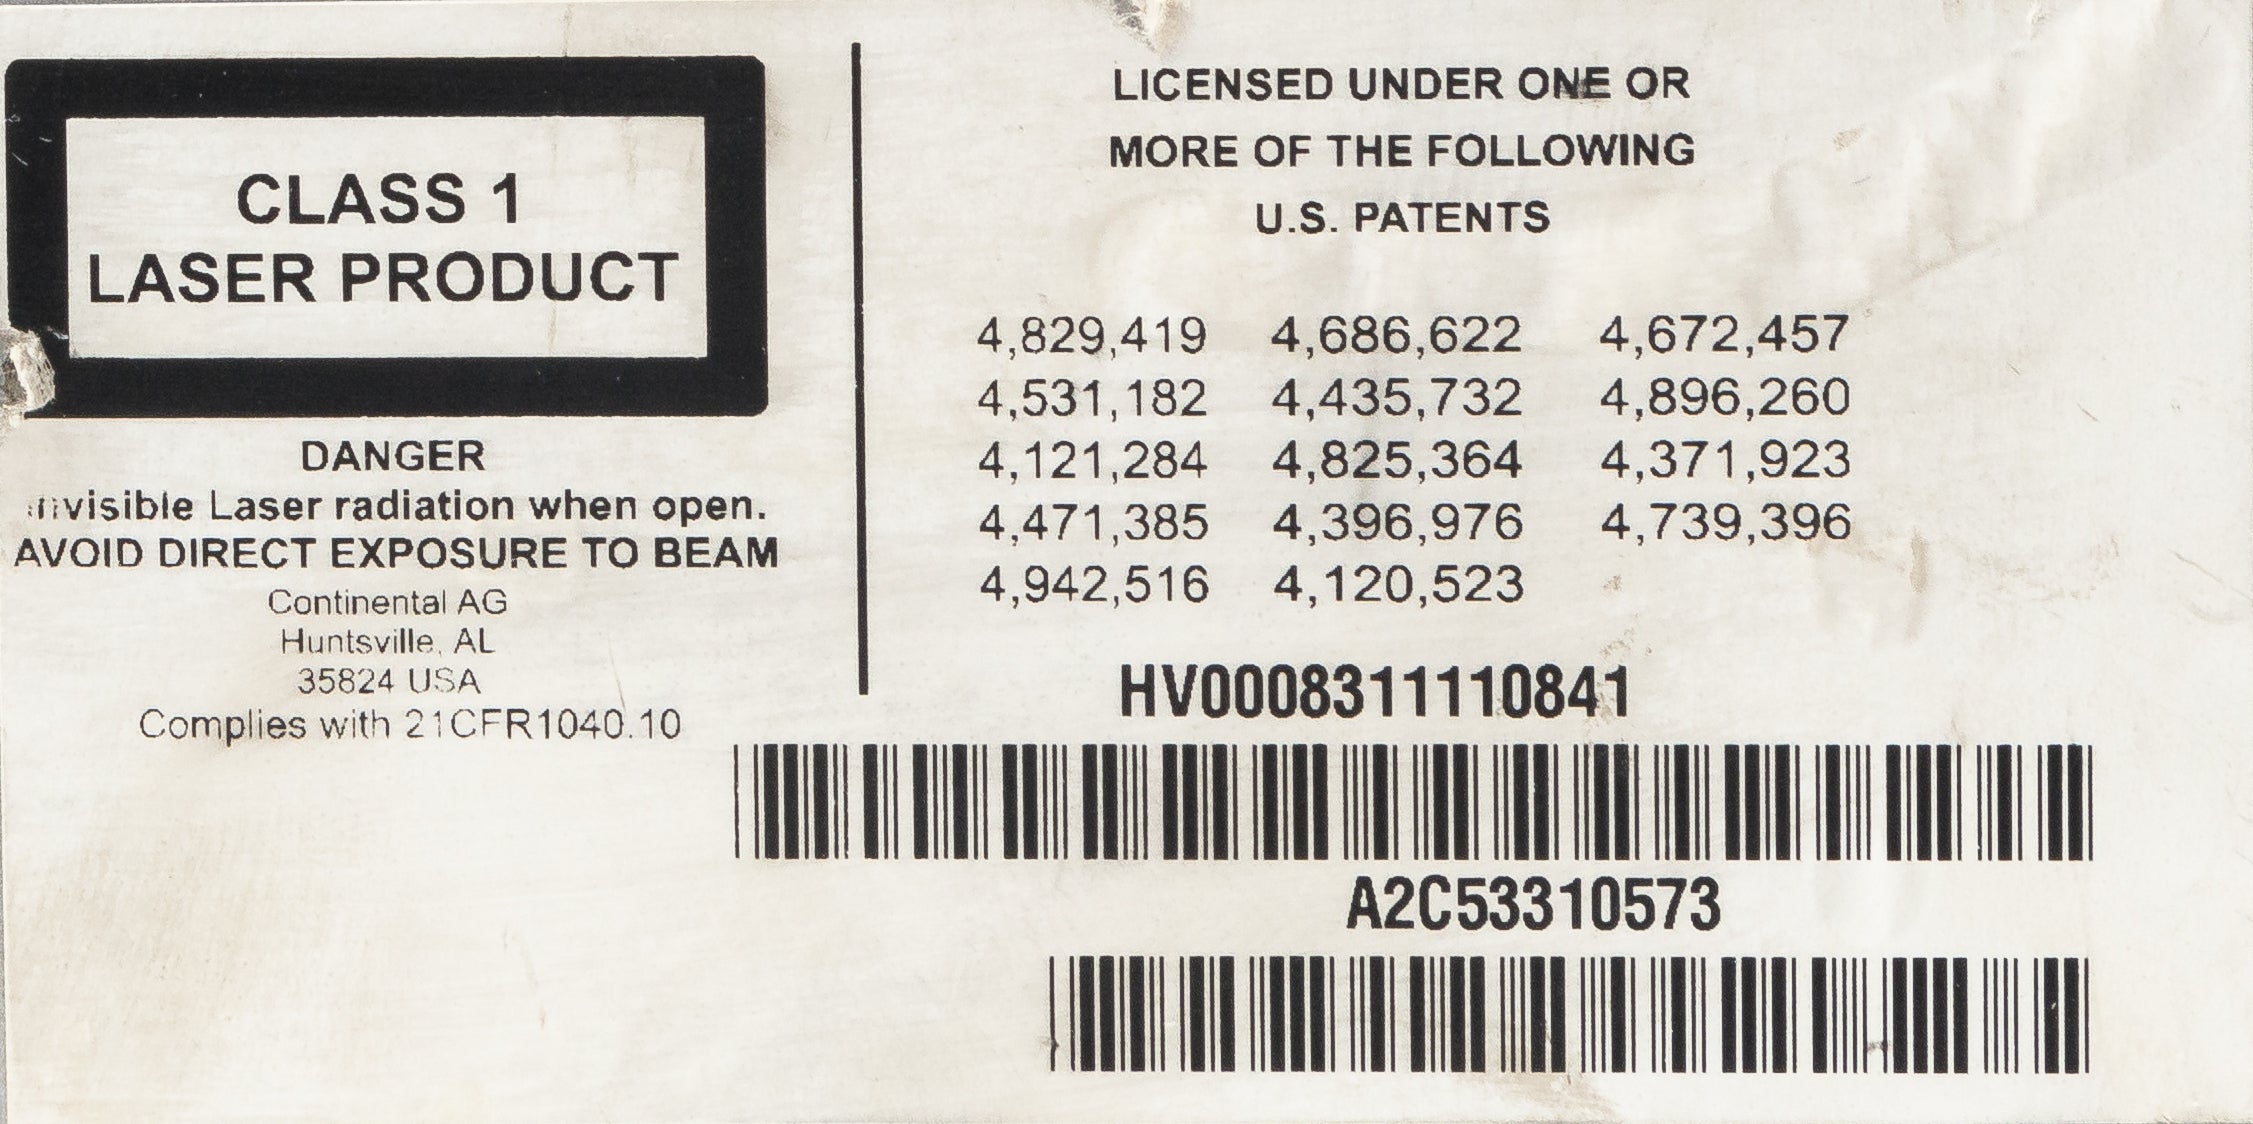 CLASS 1
LASER PRODUCT
DANGER
Invisible Laser radiation when open.
AVOID DIRECT EXPOSURE TO BEAM
Continental AG
Huntsville, AL
35824 USA
Complies with 21CFR1040.10
LICENSED UNDER ONE OR
MORE OF THE FOLLOWING
U.S. PATENTS
4,829,419 4,686,622 4,672,457
4,531,182 4,435,732 4,896,260
4,121,284 4,825,364 4,371,923
4,471,385 4,396,976 4,739,396
4,942,516 4,120,523
HV0008311110841
A2C53310573